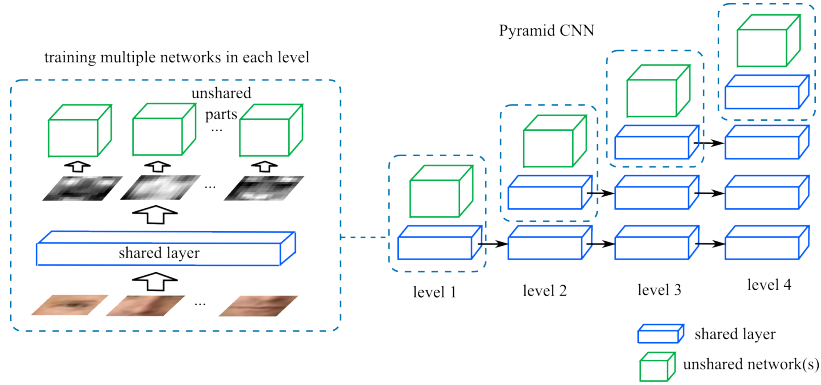 Pyramid CNN
training multiple networks in each level
unshared
parts
...
...
shared layer
...
level 1
level 2
level 3
level 4
shared layer
unshared network(s)